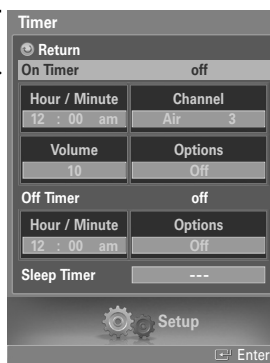 Timer
Return
On Timer off
Hour / Minute Channel
12 : 00 am Air 3
Volume Options
10 Off
Off Timer off
Hour / Minute Options
12 : 00 am Off
Sleep Timer ---
Setup
Enter